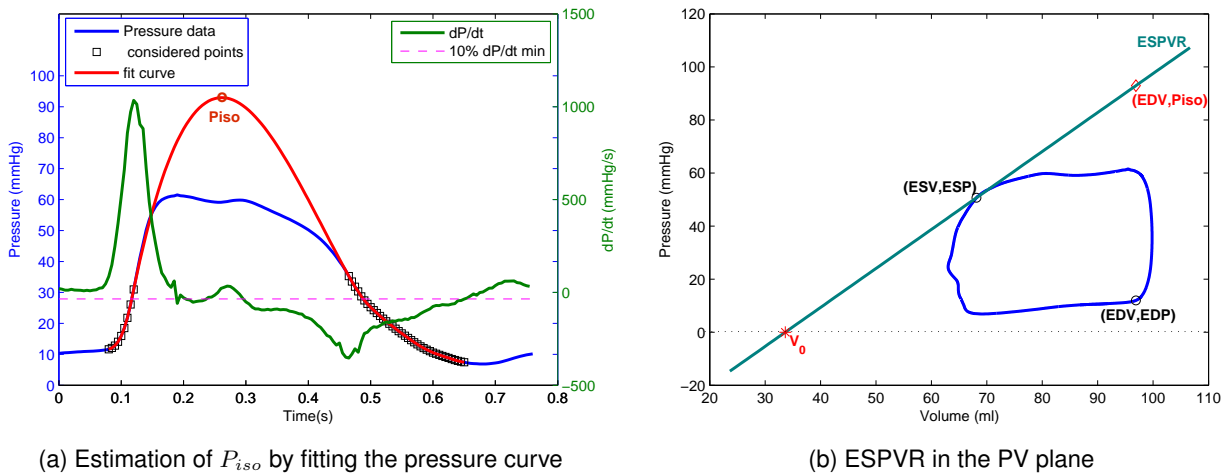 1500
1000
500
0
−500
dP/dt (mmHg/s)
Pressure data
considered points
fit curve
dP/dt
10% dP/dt min
Piso
100
90
80
70
60
50
40
30
20
10
0
Pressure (mmHg)
0 0.1 0.2 0.3 0.4 0.5 0.6 0.7 0.8
Time(s)
(a) Estimation of P_iso by fitting the pressure curve
120
100
80
60
40
20
0
−20
Pressure (mmHg)
ESPVR
(EDV,Piso)
(ESV,ESP)
(EDV,EDP)
V_0
20 30 40 50 60 70 80 90 100 110
Volume (ml)
(b) ESPVR in the PV plane